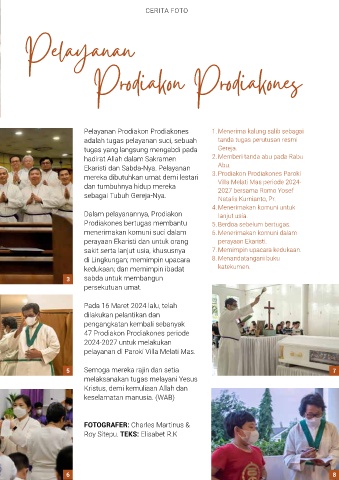 CERITA FOTO
Pelayanan
Prodiakon Prodiakones
Pelayanan Prodiakon Prodiakones
adalah tugas pelayanan suci, sebuah
tugas yang langsung mengabdi pada
hadirat Allah dalam Sakramen
Ekaristi dan Sabda-Nya. Pelayanan
mereka dibutuhkan umat demi lestari
dan tumbuhnya hidup mereka
sebagai Tubuh Gereja-Nya.
Dalam pelayanannya, Prodiakon
Prodiakones bertugas membantu
menerimakan komuni suci dalam
perayaan Ekaristi dan untuk orang
sakit serta lanjut usia, khususnya
di Lingkungan; memimpin upacara
kedukaan; dan memimpin ibadat
sabda untuk membangun
persekutuan umat.
Pada 16 Maret 2024 lalu, telah
dilakukan pelantikan dan
pengangkatan kembali sebanyak
47 Prodiakon Prodiakones periode
2024-2027 untuk melakukan
pelayanan di Paroki Villa Melati Mas.
Semoga mereka rajin dan setia
melaksanakan tugas melayani Yesus
Kristus, demi kemuliaan Allah dan
keselamatan manusia. (WAB)
FOTOGRAFER: Charles Martinus &
Roy Sitepu, TEKS: Elisabet R.K
1. Menerima kalung salib sebagai
tanda tugas perutusan resmi
Gereja.
2. Memberi tanda abu pada Rabu
Abu.
3. Prodiakon Prodiakones Paroki
Villa Melati Mas periode 2024-
2027 bersama Romo Yosef
Natalis Kurnianto, Pr.
4. Menerimakan komuni untuk
lanjut usia.
5. Berdoa sebelum bertugas.
6. Menerimakan komuni dalam
perayaan Ekaristi.
7. Memimpin upacara kedukaan.
8. Menandatangani buku
katekumen.
3
5
7
6
8